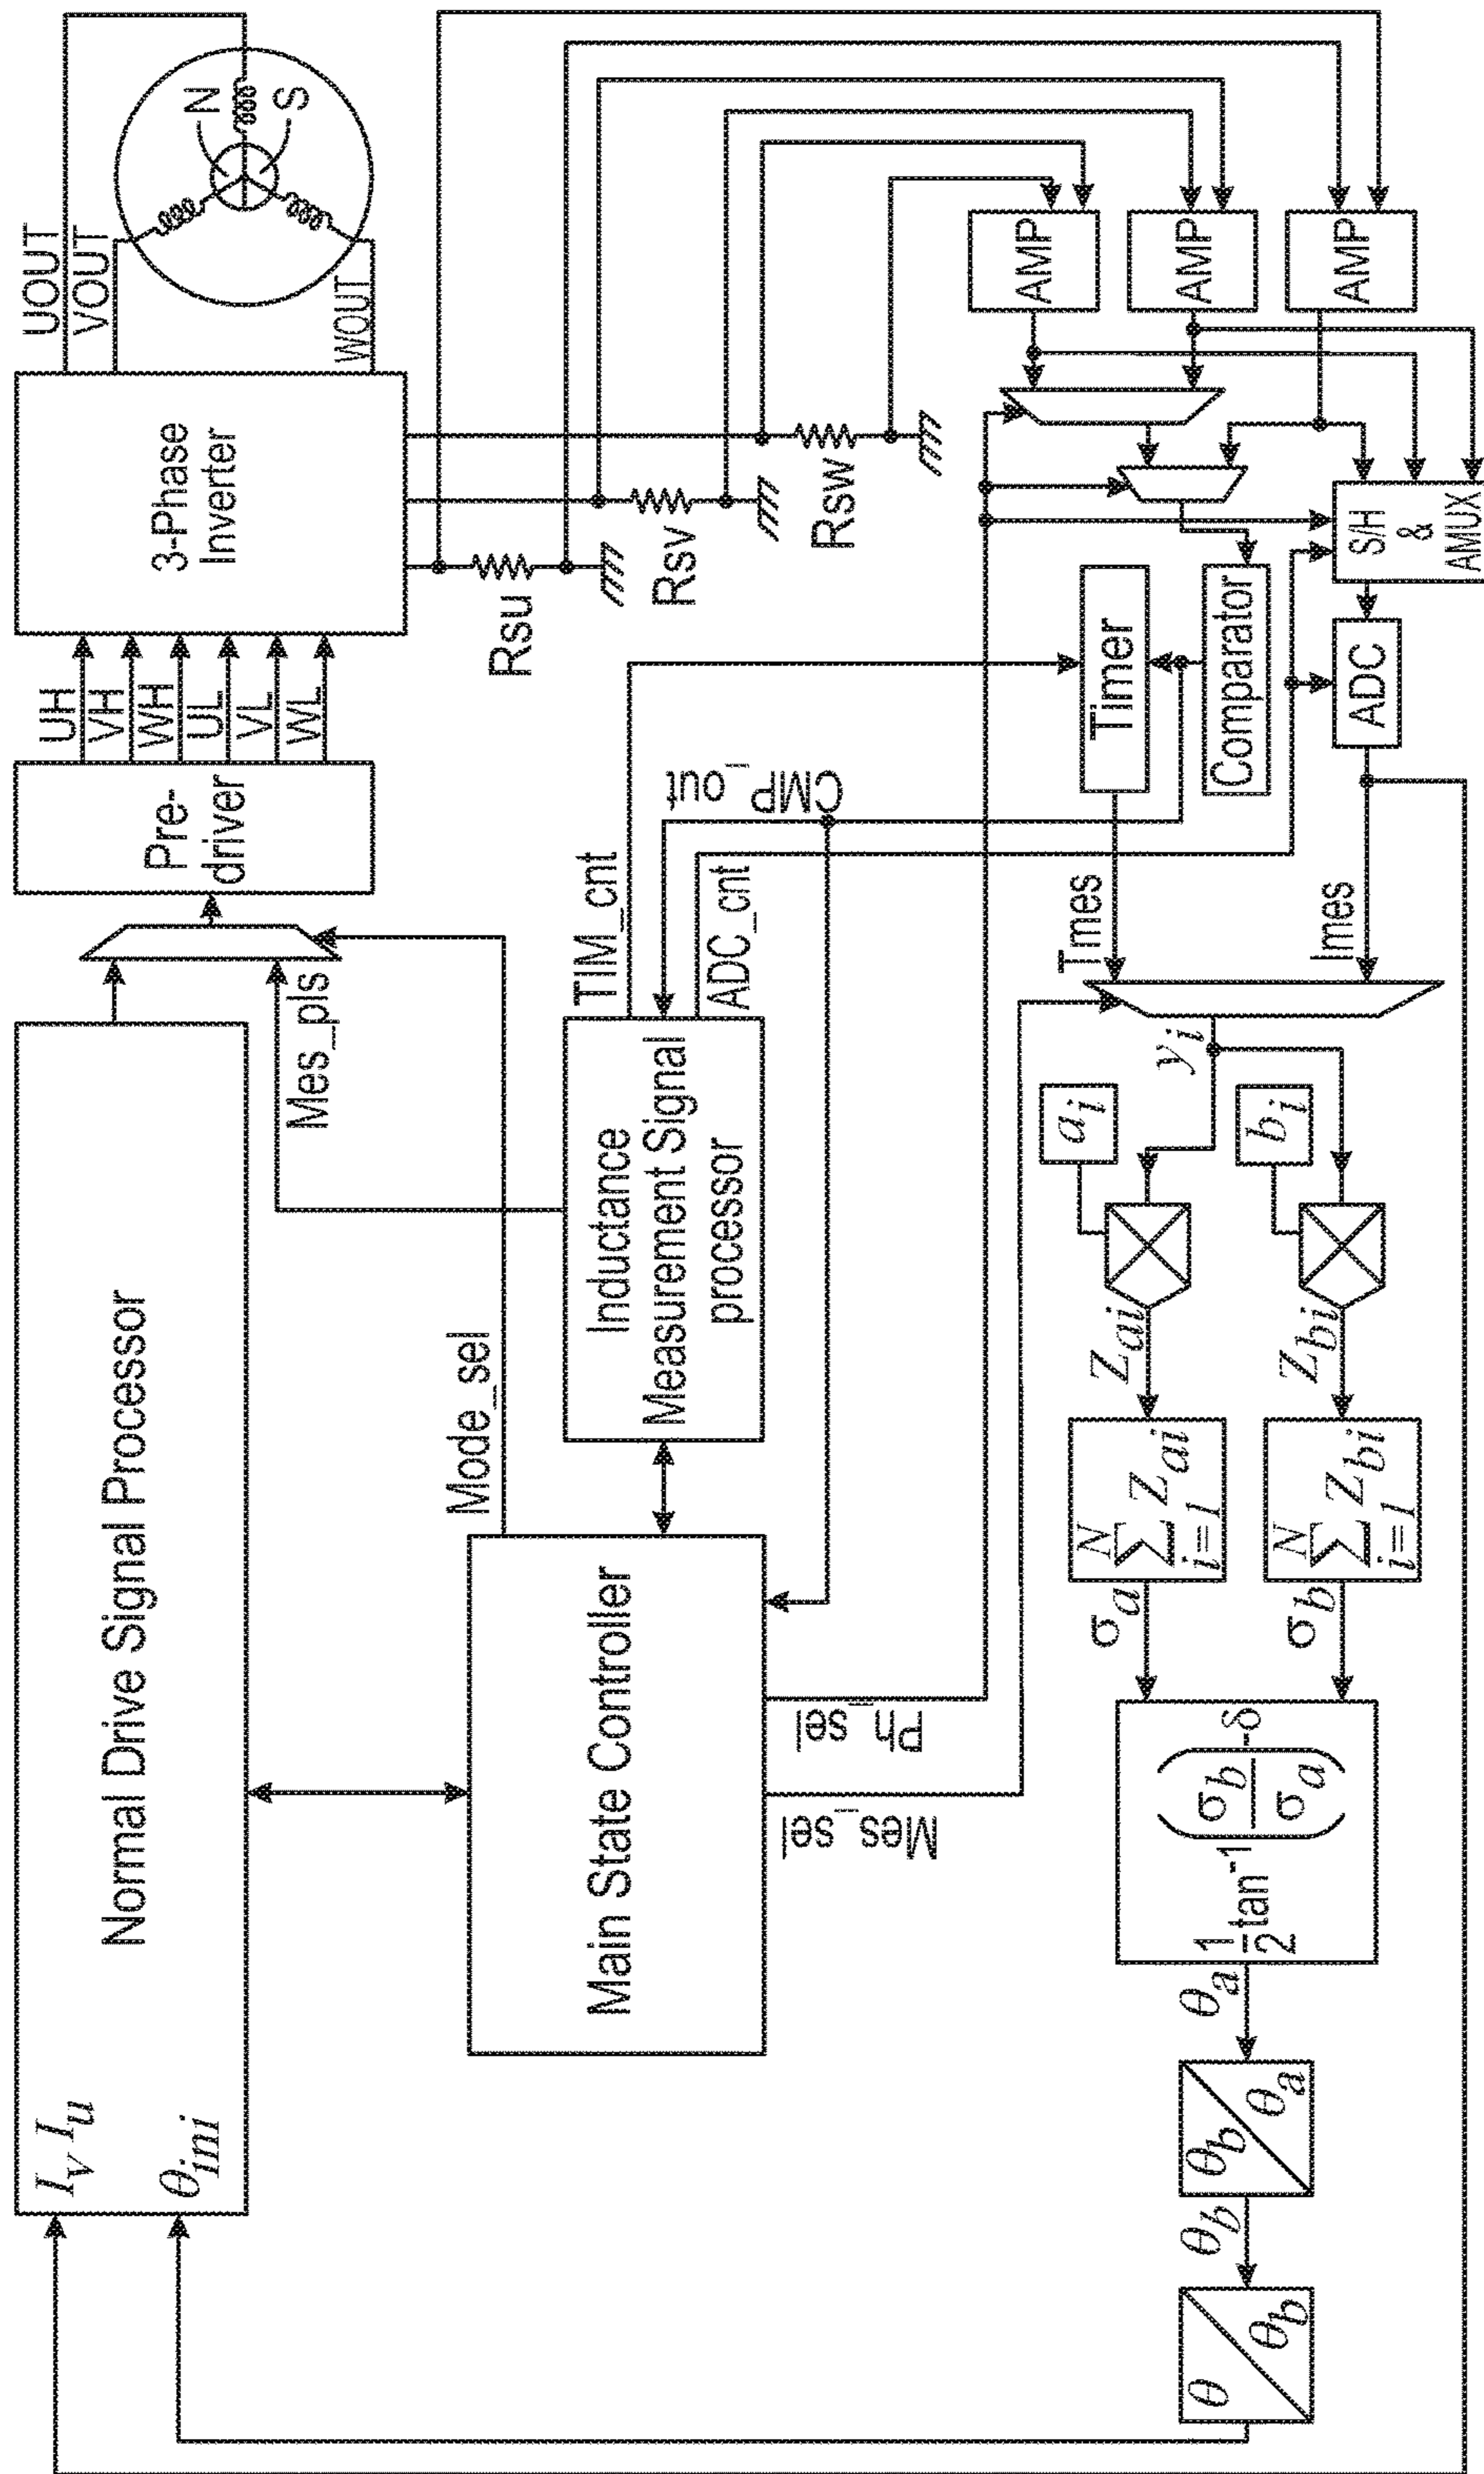 Normal Drive Signal Processor
I_v I_u
θ_ini
Mes_pls
Pre-
driver
UH
VH
WH
UL
VL
WL
3-Phase
Inverter
UOUT
VOUT
WOUT
N
S
Mode_sel
Main State Controller
Inductance
Measurement Signal
processor
TIM_cnt
ADC_cnt
CMP_out
Ph_sel
Mes_sel
Rsu
Rsv
Rsw
AMP
AMP
AMP
Timer
Comparator
S/H
&
AMUX
ADC
Tmes
Imes
y_i
a_i
b_i
Z_ai
Z_bi
N
∑ Z_ai
i=1
N
∑ Z_bi
i=1
σ_a
σ_b
1/2 tan⁻¹ (σ_b/σ_a) -δ
θ_a
θ_b
θ_a
θ_b
θ
θ_b